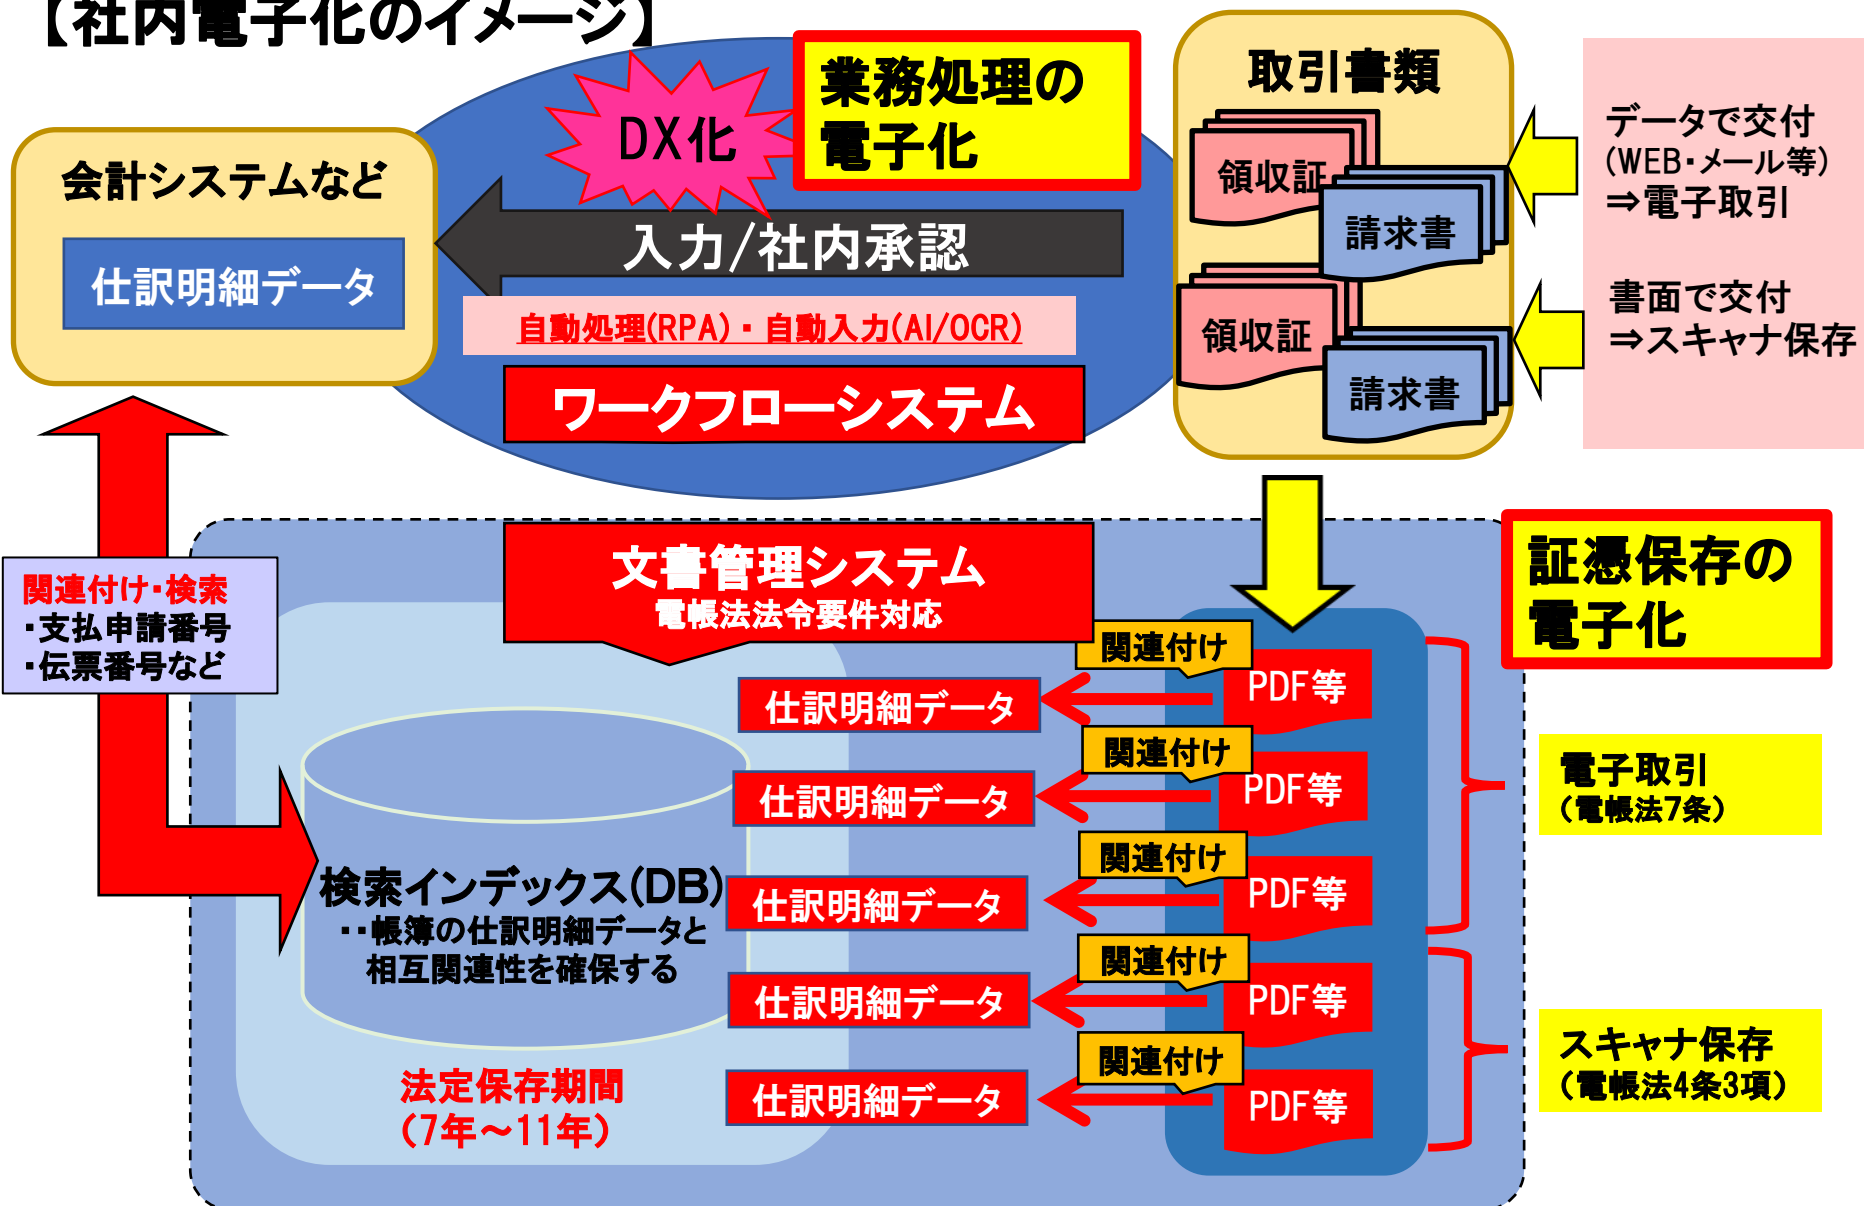 【社内電子化のイメージ】
業務処理の
電子化
DX化
取引書類
領収証
請求書
領収証
請求書
データで交付
(WEB・メール等)
⇒電子取引
書面で交付
⇒スキャナ保存
会計システムなど
仕訳明細データ
入力/社内承認
自動処理(RPA)・自動入力(AI/OCR)
ワークフローシステム
文書管理システム
電帳法法令要件対応
証憑保存の
電子化
関連付け・検索
・支払申請番号
・伝票番号など
関連付け
仕訳明細データ
PDF等
関連付け
仕訳明細データ
PDF等
関連付け
仕訳明細データ
PDF等
関連付け
仕訳明細データ
PDF等
関連付け
仕訳明細データ
PDF等
検索インデックス(DB)
・・帳簿の仕訳明細データと
相互関連性を確保する
法定保存期間
(7年～11年)
電子取引
(電帳法7条)
スキャナ保存
(電帳法4条3項)